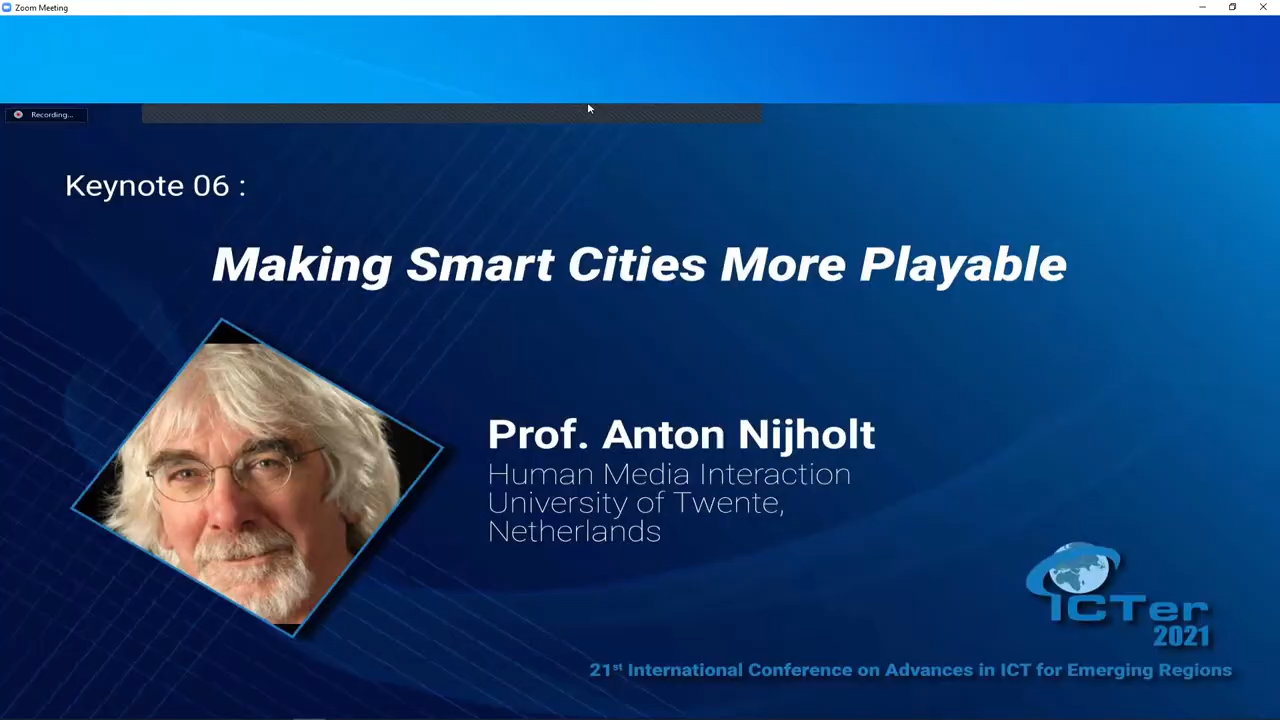 Zoom Meeting
Recording...
Keynote 06 :
Making Smart Cities More Playable
Prof. Anton Nijholt
Human Media Interaction
University of Twente,
Netherlands
ICTer
2021
21st International Conference on Advances in ICT for Emerging Regions